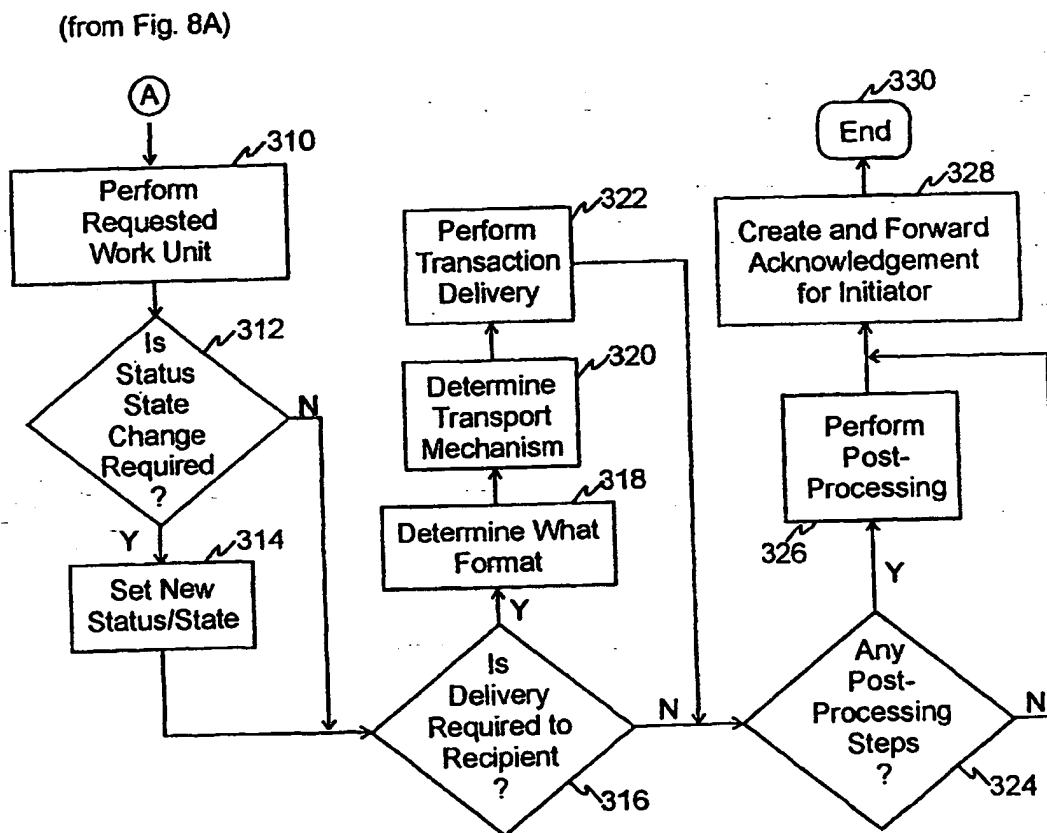 (from Fig. 8A)
A
310
Perform
Requested
Work Unit
312
Is
Status
State
Change
Required
?
N
Y
314
Set New
Status/State
322
Perform
Transaction
Delivery
320
Determine
Transport
Mechanism
318
Determine What
Format
Y
Is
Delivery
Required to
Recipient
?
N
316
330
End
328
Create and Forward
Acknowledgement
for Initiator
Perform
Post-
Processing
326
Y
Any
Post-
Processing
Steps
?
N
324